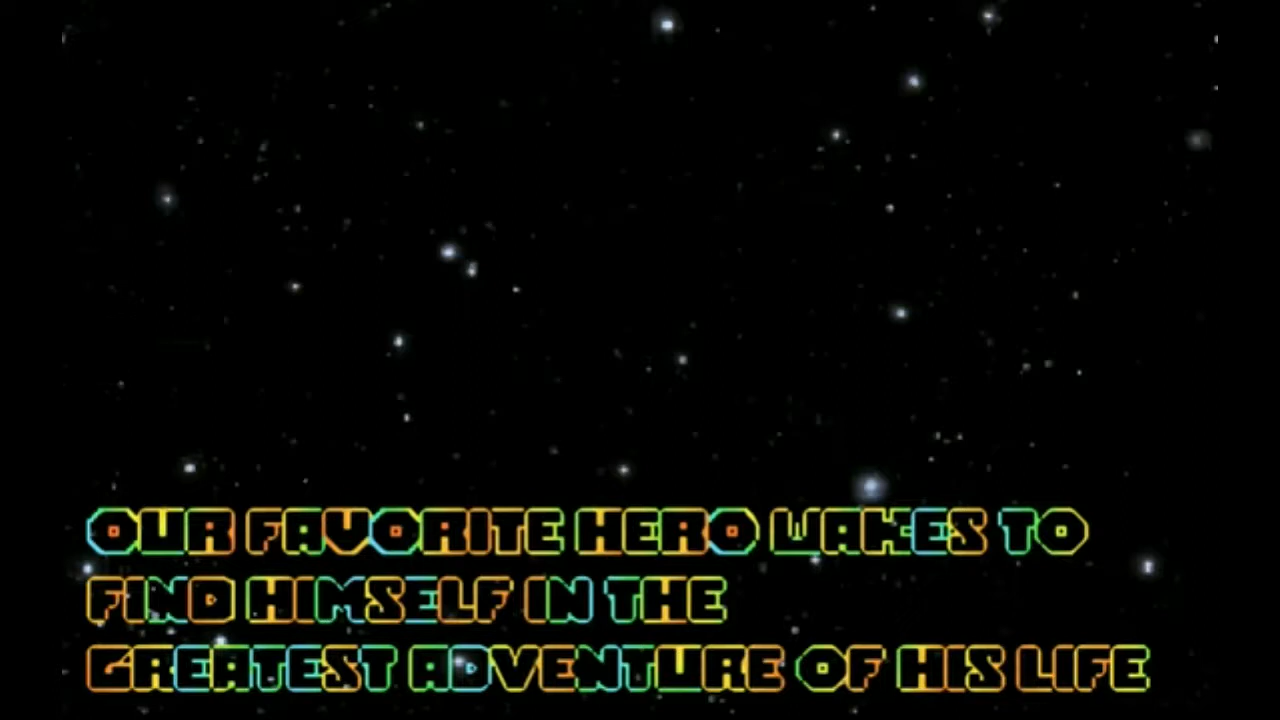 OUR FAVORITE HERO WAKES TO
FIND HIMSELF IN THE
GREATEST ADVENTURE OF HIS LIFE